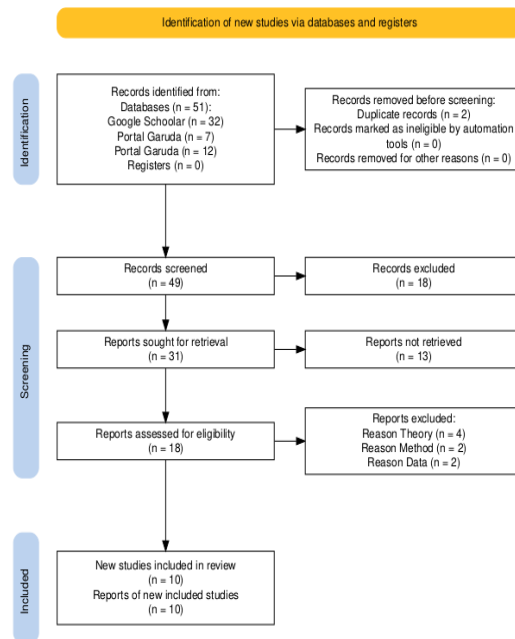 Identification of new studies via databases and registers
Identification
Records identified from:
Databases (n = 51):
Google Schoolar (n = 32)
Portal Garuda (n = 7)
Portal Garuda (n = 12)
Registers (n = 0)
Records removed before screening:
Duplicate records (n = 2)
Records marked as ineligible by automation
tools (n = 0)
Records removed for other reasons (n = 0)
Screening
Records screened
(n = 49)
Records excluded
(n = 18)
Reports sought for retrieval
(n = 31)
Reports not retrieved
(n = 13)
Reports assessed for eligibility
(n = 18)
Reports excluded:
Reason Theory (n = 4)
Reason Method (n = 2)
Reason Data (n = 2)
Included
New studies included in review
(n = 10)
Reports of new included studies
(n = 10)